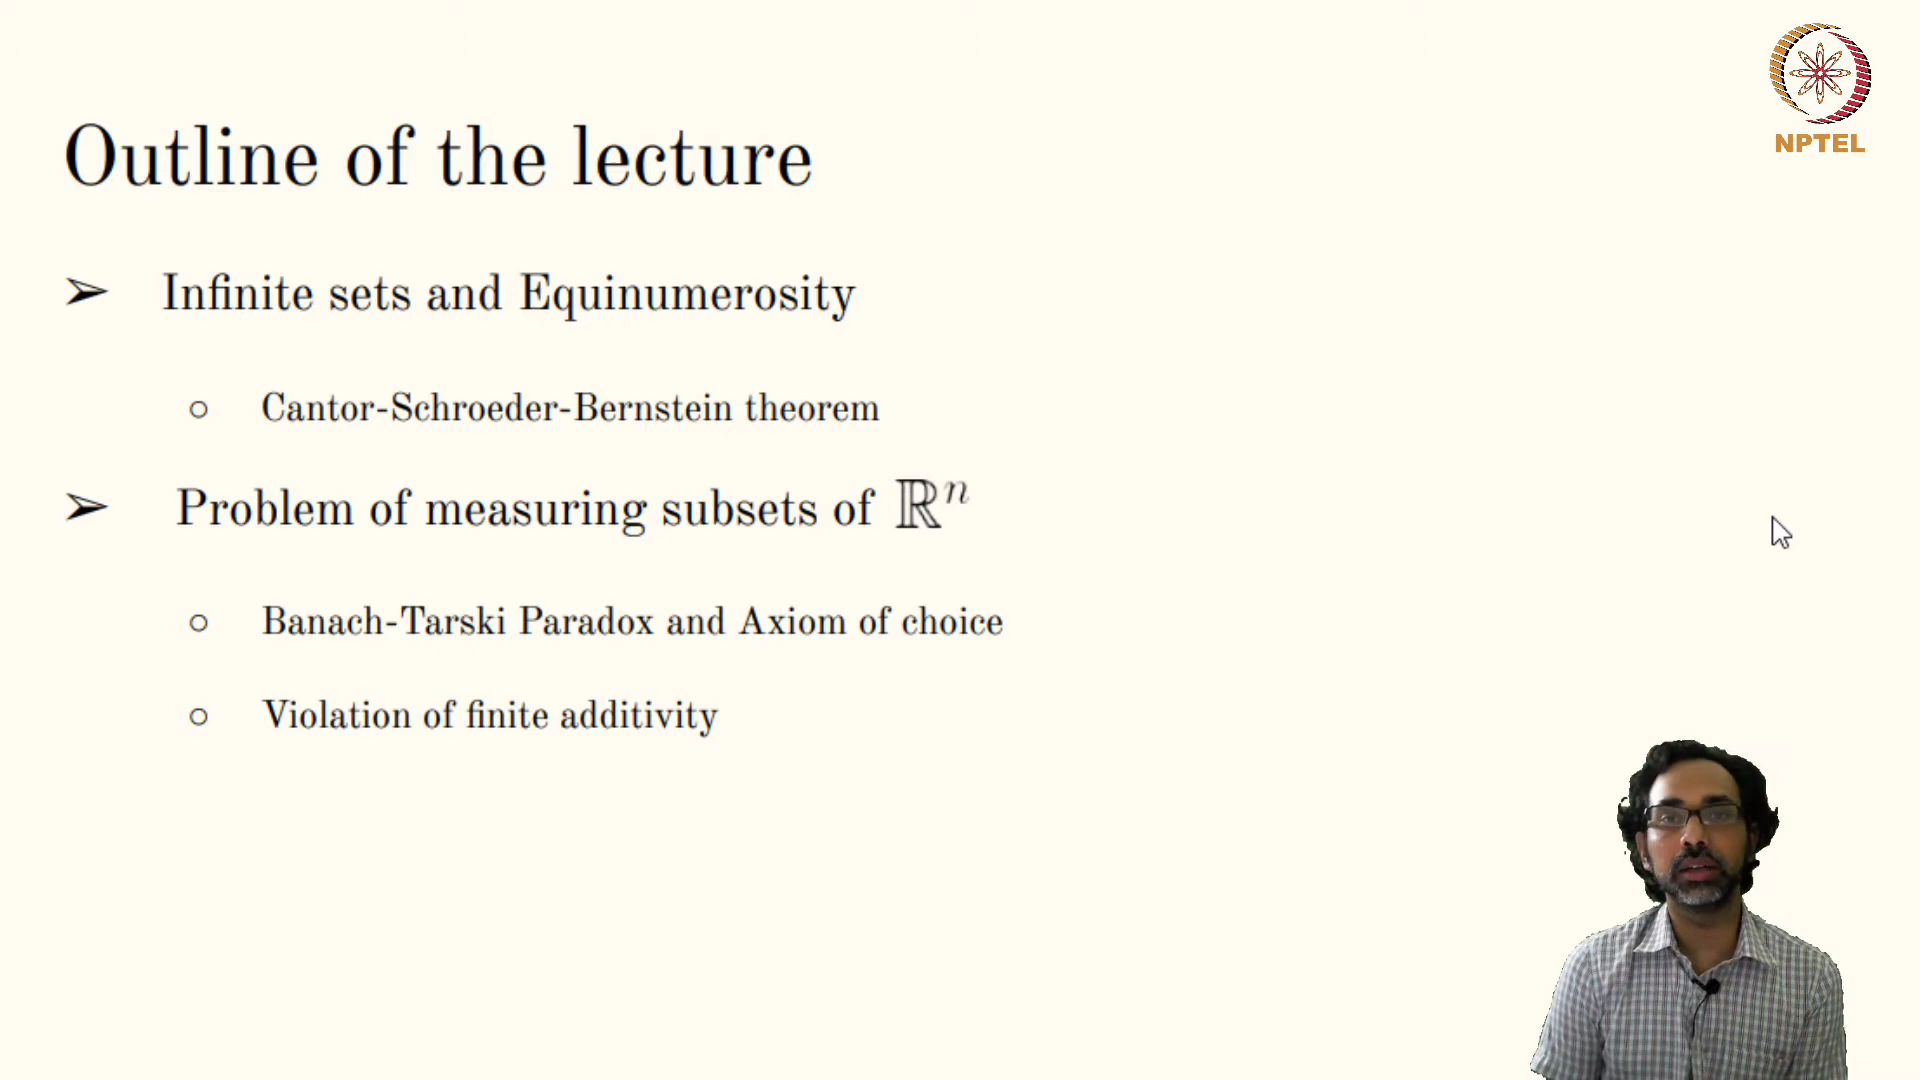 NPTEL
Outline of the lecture
➢ Infinite sets and Equinumerosity
○ Cantor-Schroeder-Bernstein theorem
➢ Problem of measuring subsets of ℝⁿ
○ Banach-Tarski Paradox and Axiom of choice
○ Violation of finite additivity